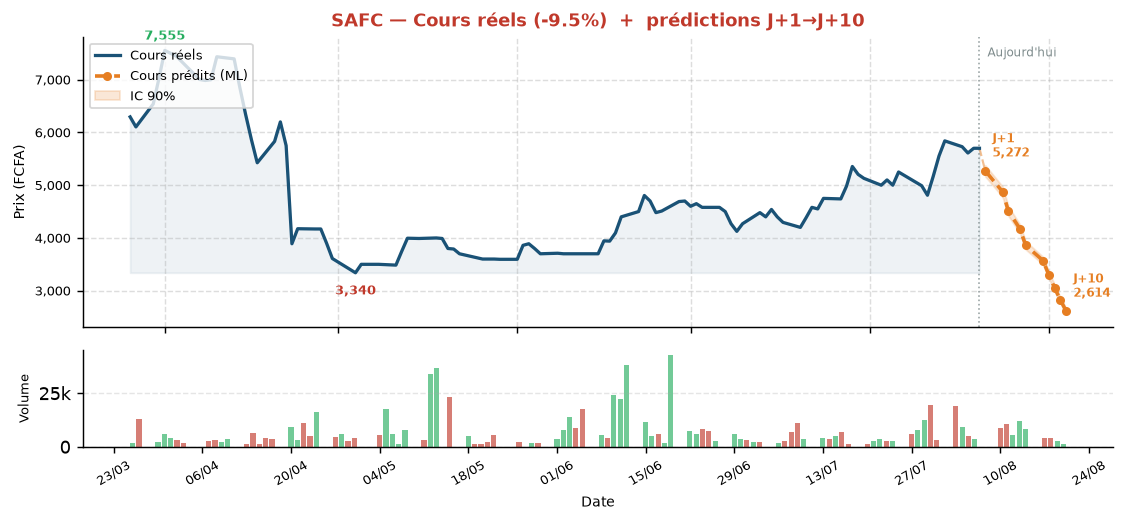 SAFC — Cours réels (-9.5%)  +  prédictions J+1→J+10
7,555
Cours réels
Cours prédits (ML)
IC 90%
Aujourd'hui
J+1
5,272
3,340
J+10
2,614
Prix (FCFA)
7,000
6,000
5,000
4,000
3,000
Volume
25k
0
23/03
06/04
20/04
04/05
18/05
01/06
15/06
29/06
13/07
27/07
10/08
24/08
Date